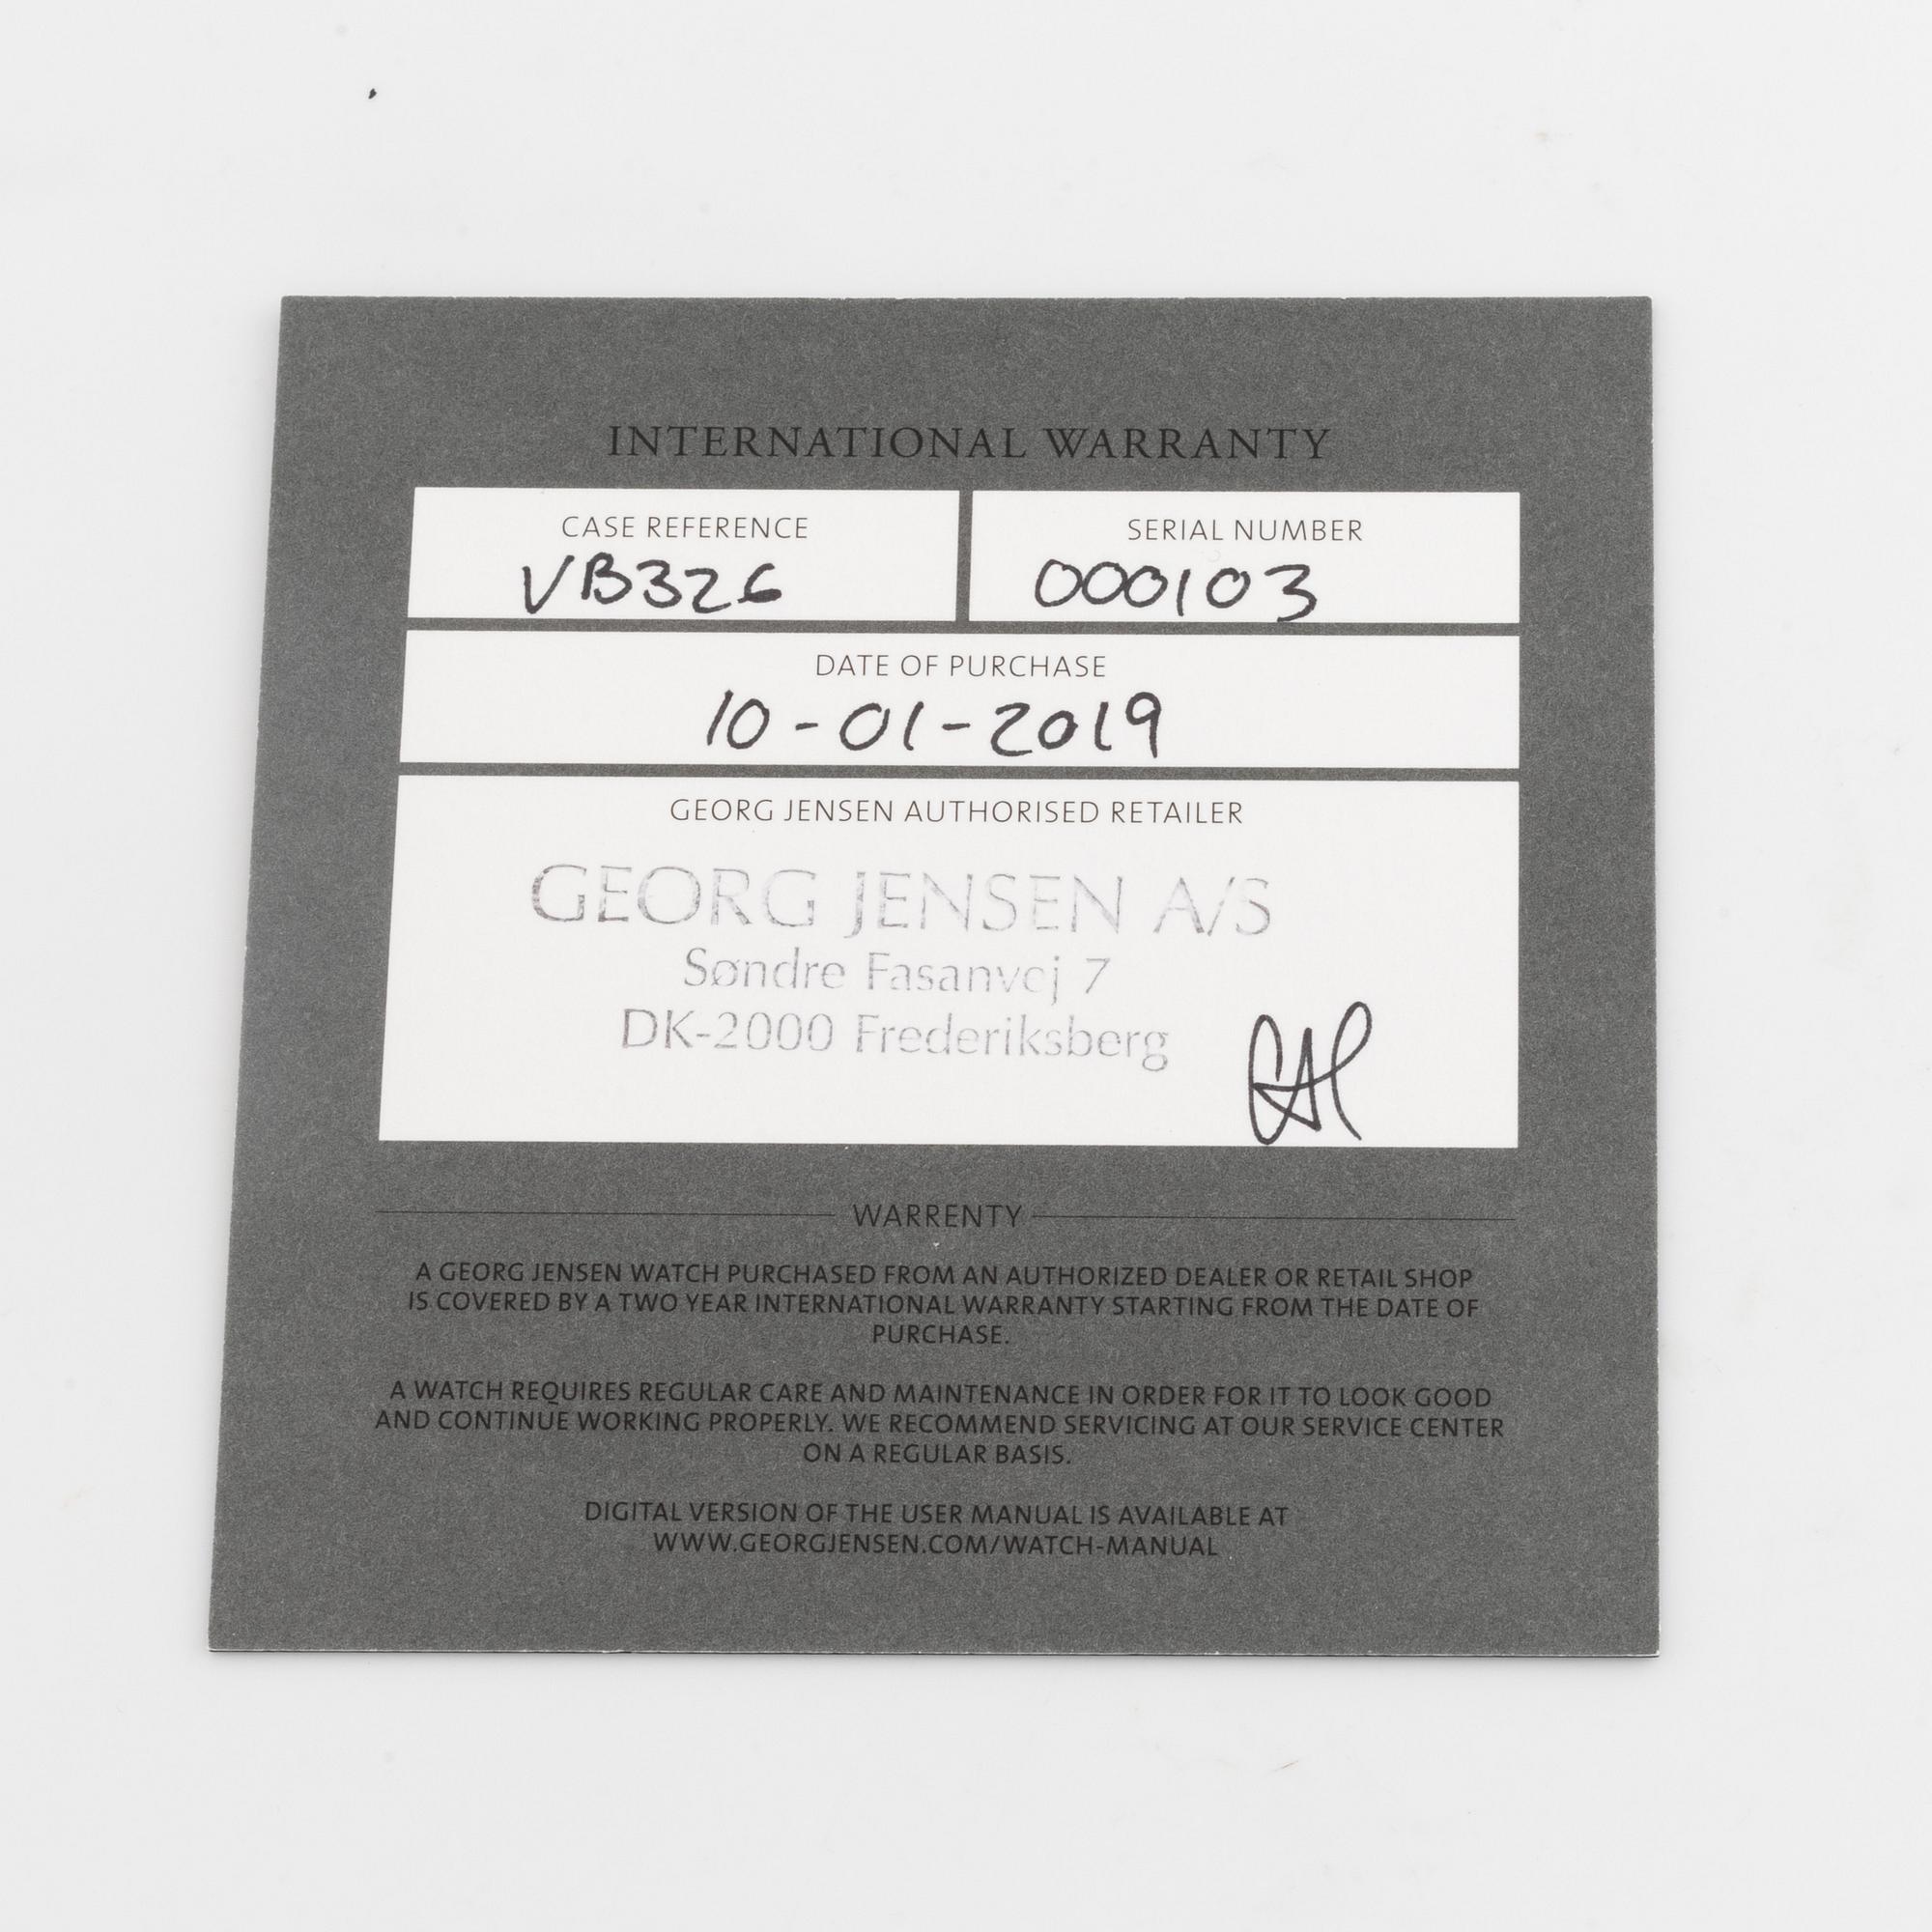 INTERNATIONAL WARRANTY
CASE REFERENCE
VB326
SERIAL NUMBER
000103
DATE OF PURCHASE
10-01-2019
GEORG JENSEN AUTHORISED RETAILER
GEORG JENSEN A/S
Søndre Fasanvej 7
DK-2000 Frederiksberg
WARRENTY
A GEORG JENSEN WATCH PURCHASED FROM AN AUTHORIZED DEALER OR RETAIL SHOP
IS COVERED BY A TWO YEAR INTERNATIONAL WARRANTY STARTING FROM THE DATE OF
PURCHASE.
A WATCH REQUIRES REGULAR CARE AND MAINTENANCE IN ORDER FOR IT TO LOOK GOOD
AND CONTINUE WORKING PROPERLY. WE RECOMMEND SERVICING AT OUR SERVICE CENTER
ON A REGULAR BASIS.
DIGITAL VERSION OF THE USER MANUAL IS AVAILABLE AT
WWW.GEORGJENSEN.COM/WATCH-MANUAL